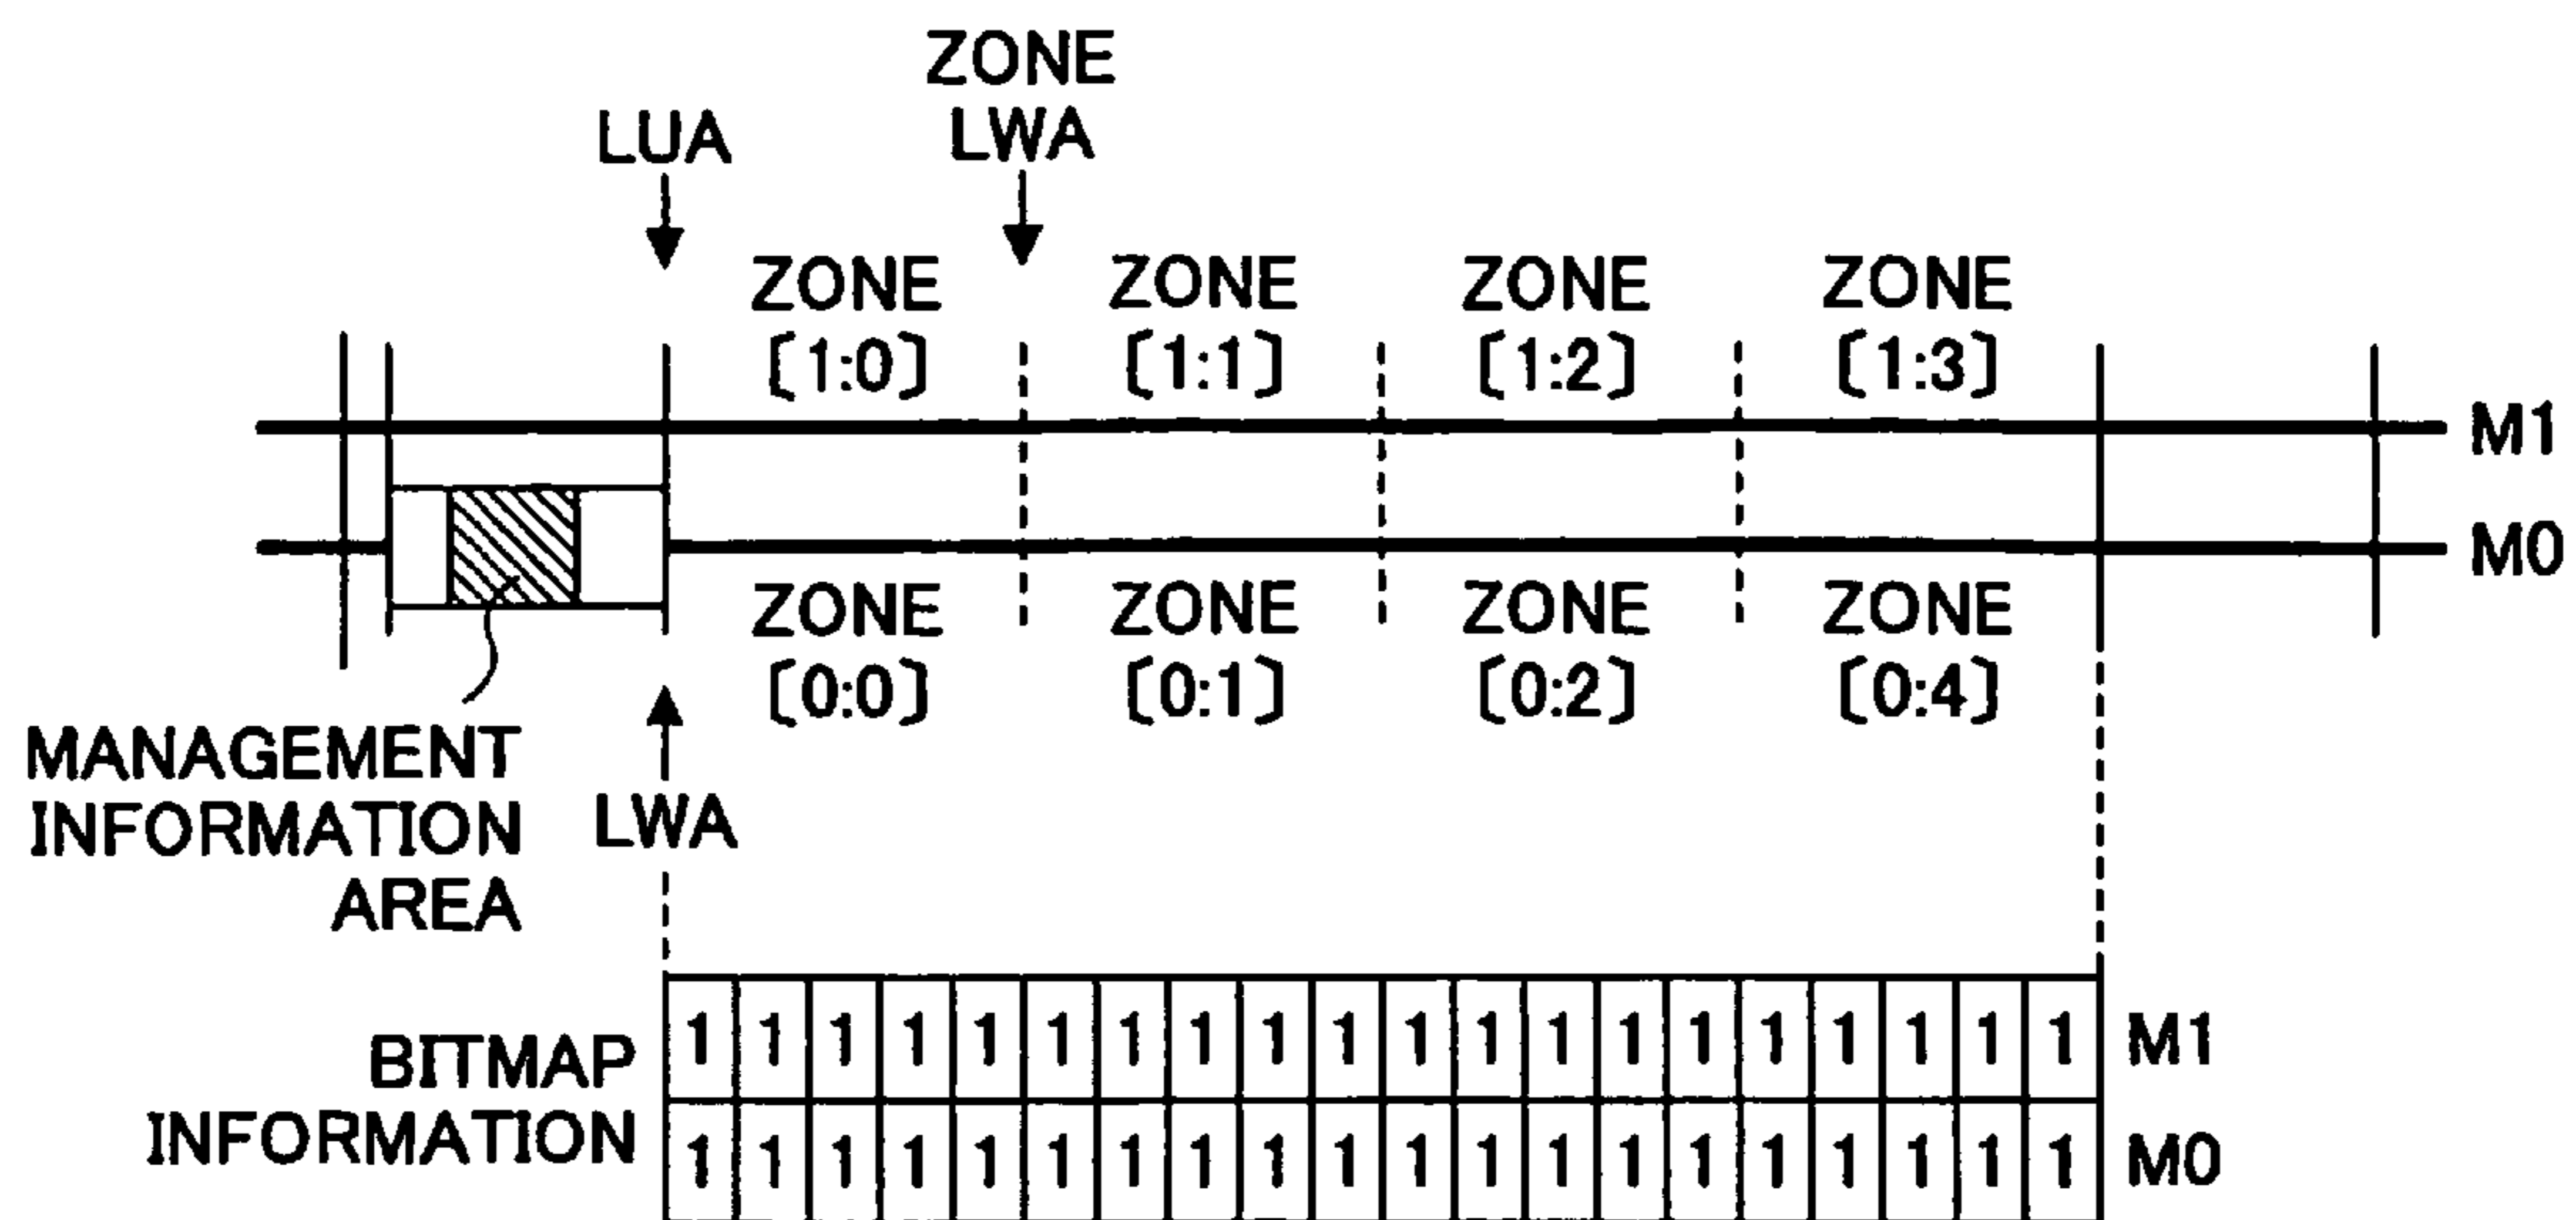 ZONE
LWA
LUA
ZONE
〔1:0〕
ZONE
〔1:1〕
ZONE
〔1:2〕
ZONE
〔1:3〕
M1
M0
ZONE
〔0:0〕
ZONE
〔0:1〕
ZONE
〔0:2〕
ZONE
〔0:4〕
MANAGEMENT
INFORMATION
AREA
LWA
BITMAP
INFORMATION
1 1 1 1 1 1 1 1 1 1 1 1 1 1 1 1 1 1 1 1 M1
1 1 1 1 1 1 1 1 1 1 1 1 1 1 1 1 1 1 1 1 M0